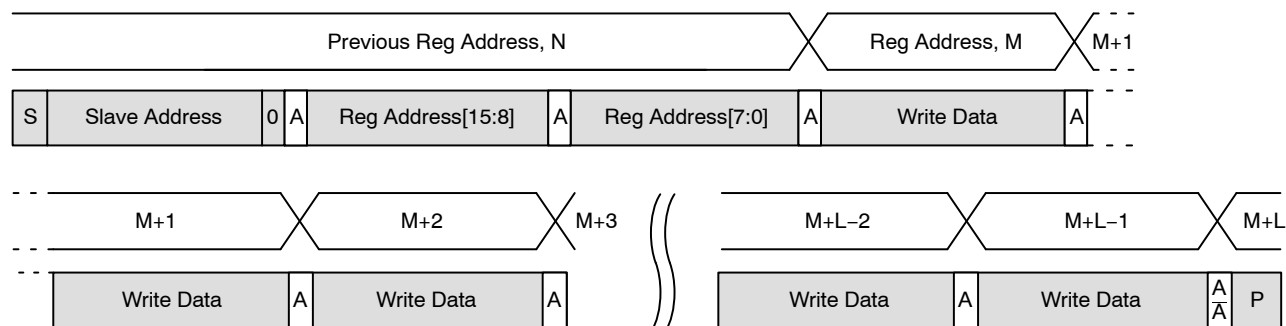 Previous Reg Address, N Reg Address, M M+1
S Slave Address 0 A Reg Address[15:8] A Reg Address[7:0] A Write Data A
M+1 M+2 M+3 M+L−2 M+L−1 M+L
Write Data A Write Data A Write Data A Write Data A/A̅ P